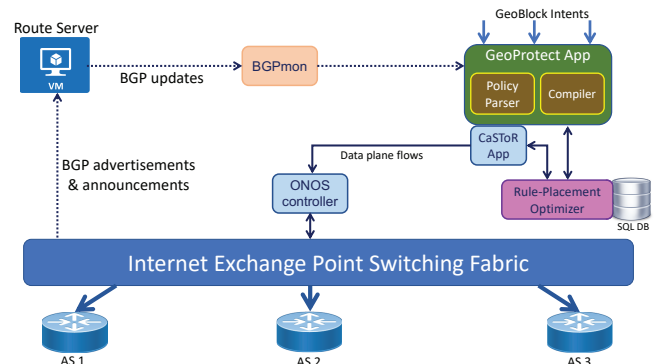 GeoBlock Intents
Route Server
VM
BGP updates
BGPmon
GeoProtect App
Policy
Parser
Compiler
CaSToR
App
Data plane flows
BGP advertisements
& announcements
ONOS
controller
Rule-Placement
Optimizer
SQL DB
Internet Exchange Point Switching Fabric
AS 1
AS 2
AS 3